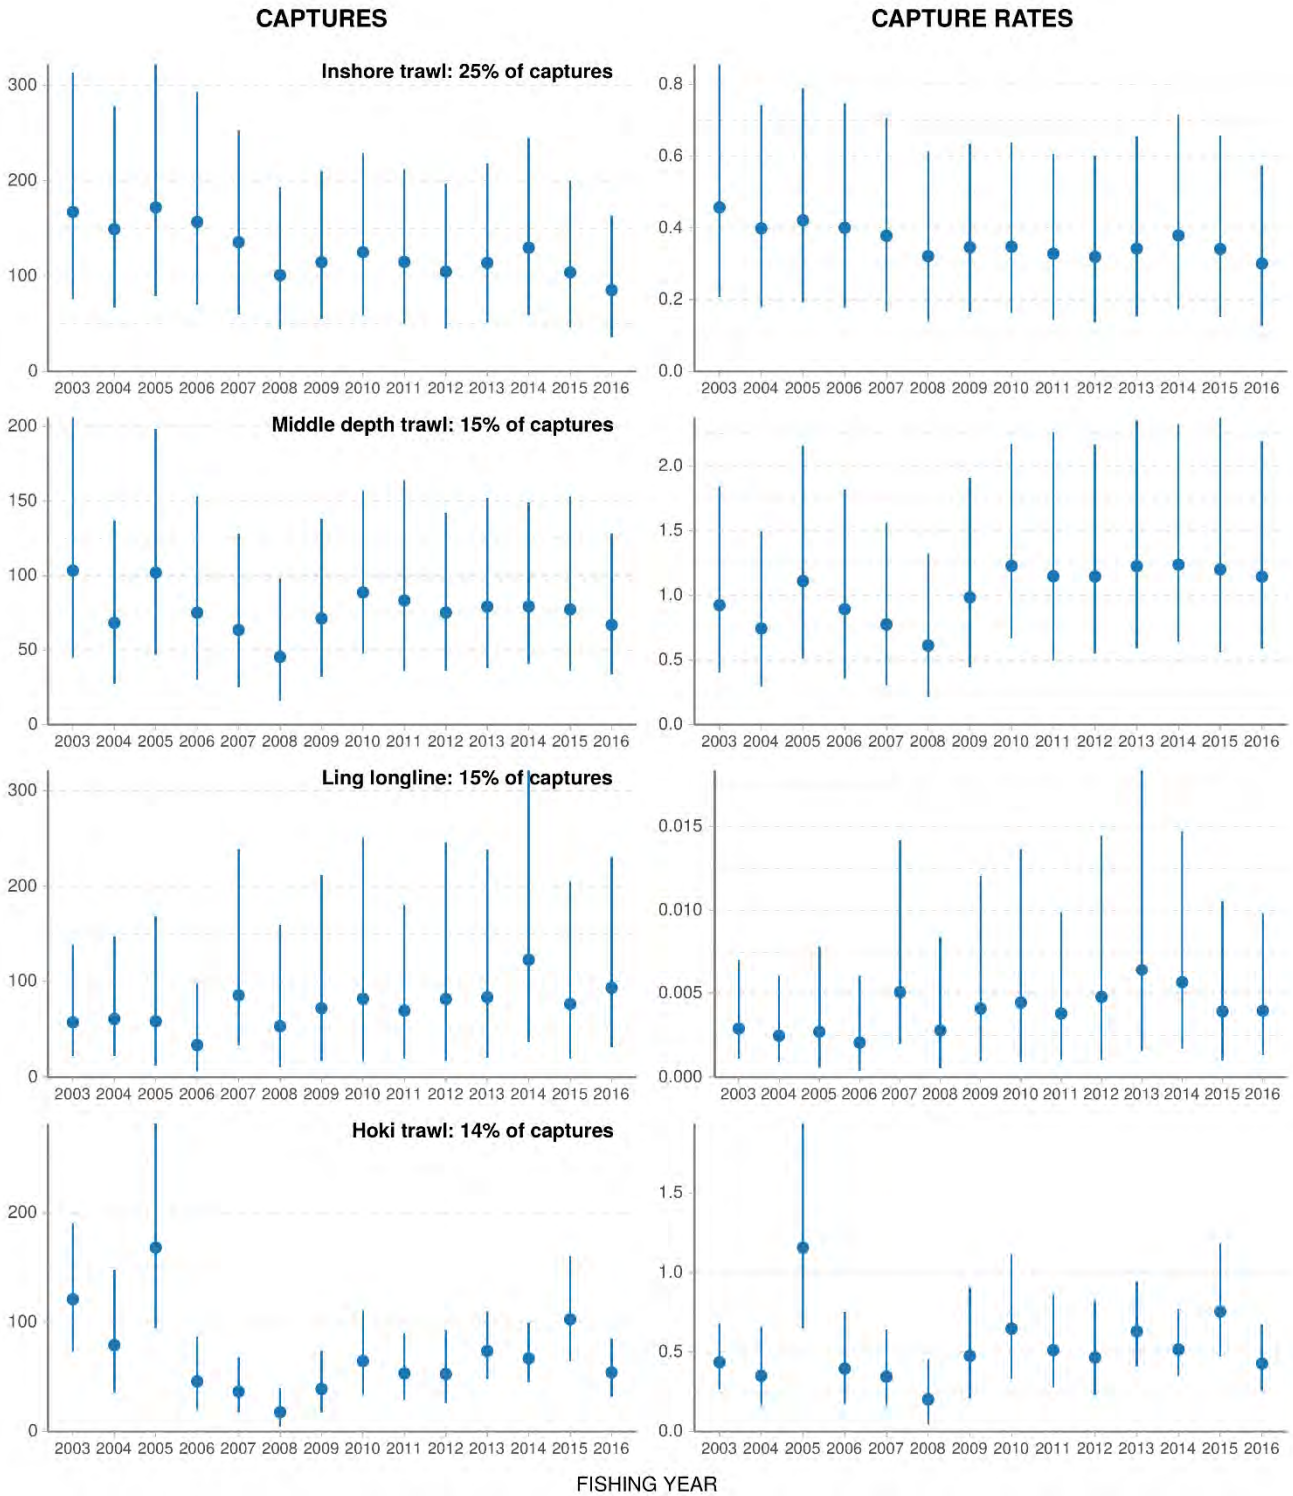 CAPTURES
CAPTURE RATES
Inshore trawl: 25% of captures
300
200
100
0
2003 2004 2005 2006 2007 2008 2009 2010 2011 2012 2013 2014 2015 2016
0.8
0.6
0.4
0.2
0.0
2003 2004 2005 2006 2007 2008 2009 2010 2011 2012 2013 2014 2015 2016
Middle depth trawl: 15% of captures
200
150
100
50
0
2003 2004 2005 2006 2007 2008 2009 2010 2011 2012 2013 2014 2015 2016
2.0
1.5
1.0
0.5
0.0
2003 2004 2005 2006 2007 2008 2009 2010 2011 2012 2013 2014 2015 2016
Ling longline: 15% of captures
300
200
100
0
2003 2004 2005 2006 2007 2008 2009 2010 2011 2012 2013 2014 2015 2016
0.015
0.010
0.005
0.000
2003 2004 2005 2006 2007 2008 2009 2010 2011 2012 2013 2014 2015 2016
Hoki trawl: 14% of captures
200
100
0
2003 2004 2005 2006 2007 2008 2009 2010 2011 2012 2013 2014 2015 2016
1.5
1.0
0.5
0.0
2003 2004 2005 2006 2007 2008 2009 2010 2011 2012 2013 2014 2015 2016
FISHING YEAR